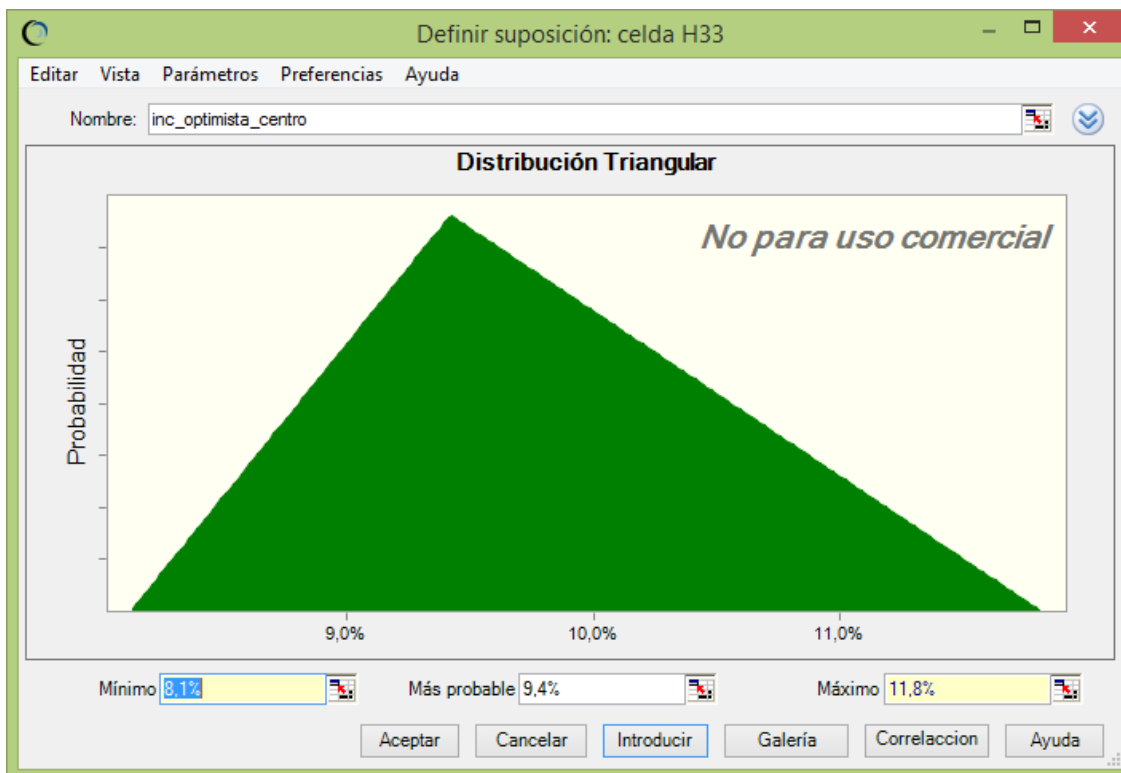 Definir suposición: celda H33
Editar Vista Parámetros Preferencias Ayuda
Nombre: inc_optimista_centro
Distribución Triangular
No para uso comercial
Probabilidad
9,0% 10,0% 11,0%
Mínimo 8,1% Más probable 9,4% Máximo 11,8%
Aceptar Cancelar Introducir Galería Correlaccion Ayuda